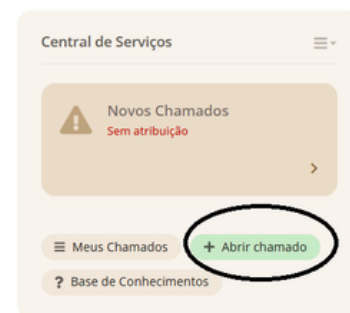 Central de Serviços
Novos Chamados
Sem atribuição
Meus Chamados
+ Abrir chamado
? Base de Conhecimentos